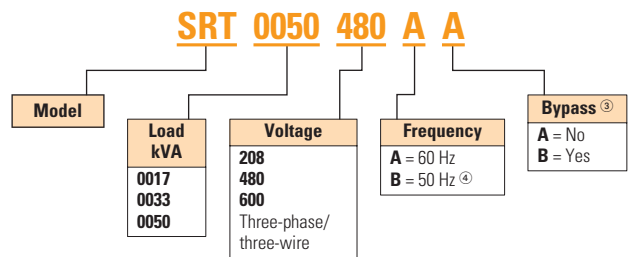 SRT 0050 480 A A
Model
Load
kVA
0017
0033
0050
Voltage
208
480
600
Three-phase/
three-wire
Frequency
A = 60 Hz
B = 50 Hz ④
Bypass ③
A = No
B = Yes